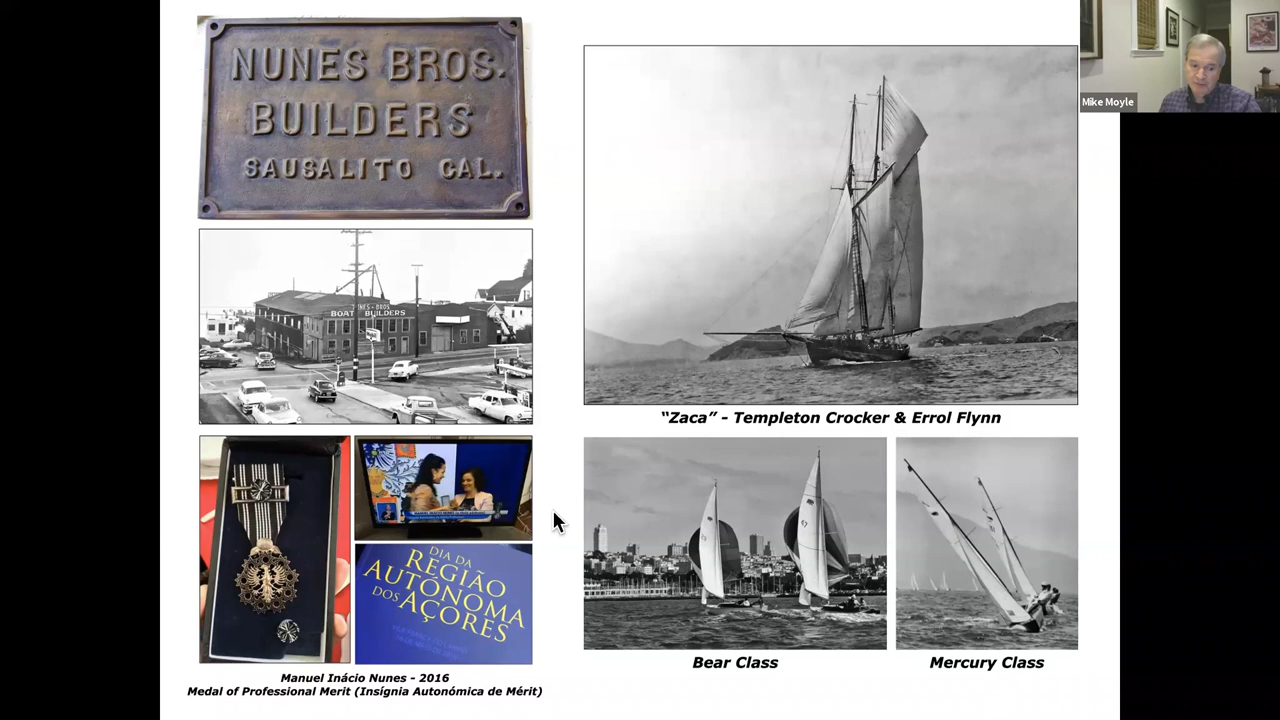 NUNES BROS.
BUILDERS
SAUSALITO CAL.
NUNES - BROS.
BOAT BUILDERS
DIA DA
REGIÃO
AUTÓNOMA
DOS AÇORES
Manuel Inácio Nunes - 2016
Medal of Professional Merit (Insígnia Autonómica de Mérit)
"Zaca" - Templeton Crocker & Errol Flynn
Bear Class
Mercury Class
Mike Moyle